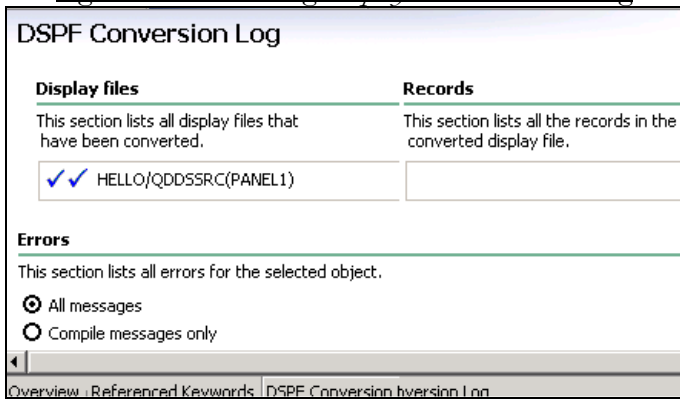 DSPF Conversion Log
Display files
This section lists all display files that
have been converted.
HELLO/QDDSSRC(PANEL1)
Records
This section lists all the records in the
converted display file.
Errors
This section lists all errors for the selected object.
All messages
Compile messages only
Overview Referenced Keywords DSPF Conversion hversion Log